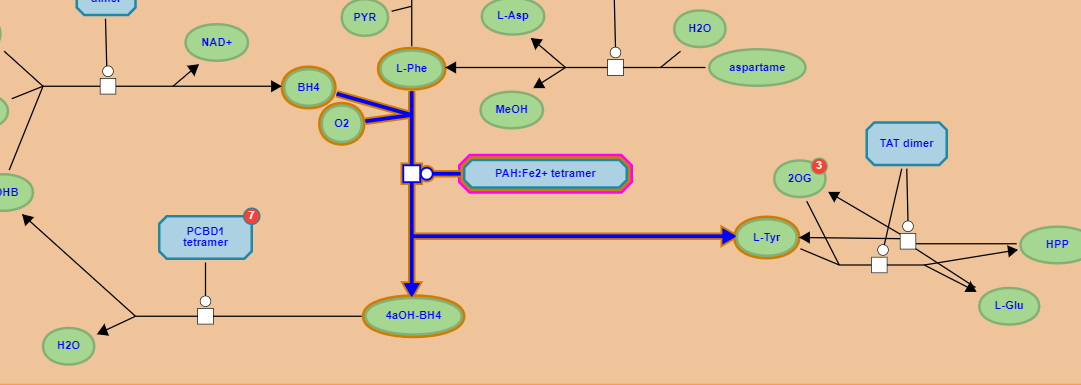 dimer
PYR
L-Asp
H2O
NAD+
L-Phe
aspartame
BH4
O2
MeOH
TAT dimer
2OG
3
PAH:Fe2+ tetramer
PCBD1
tetramer
7
L-Tyr
HPP
L-Glu
4aOH-BH4
H2O